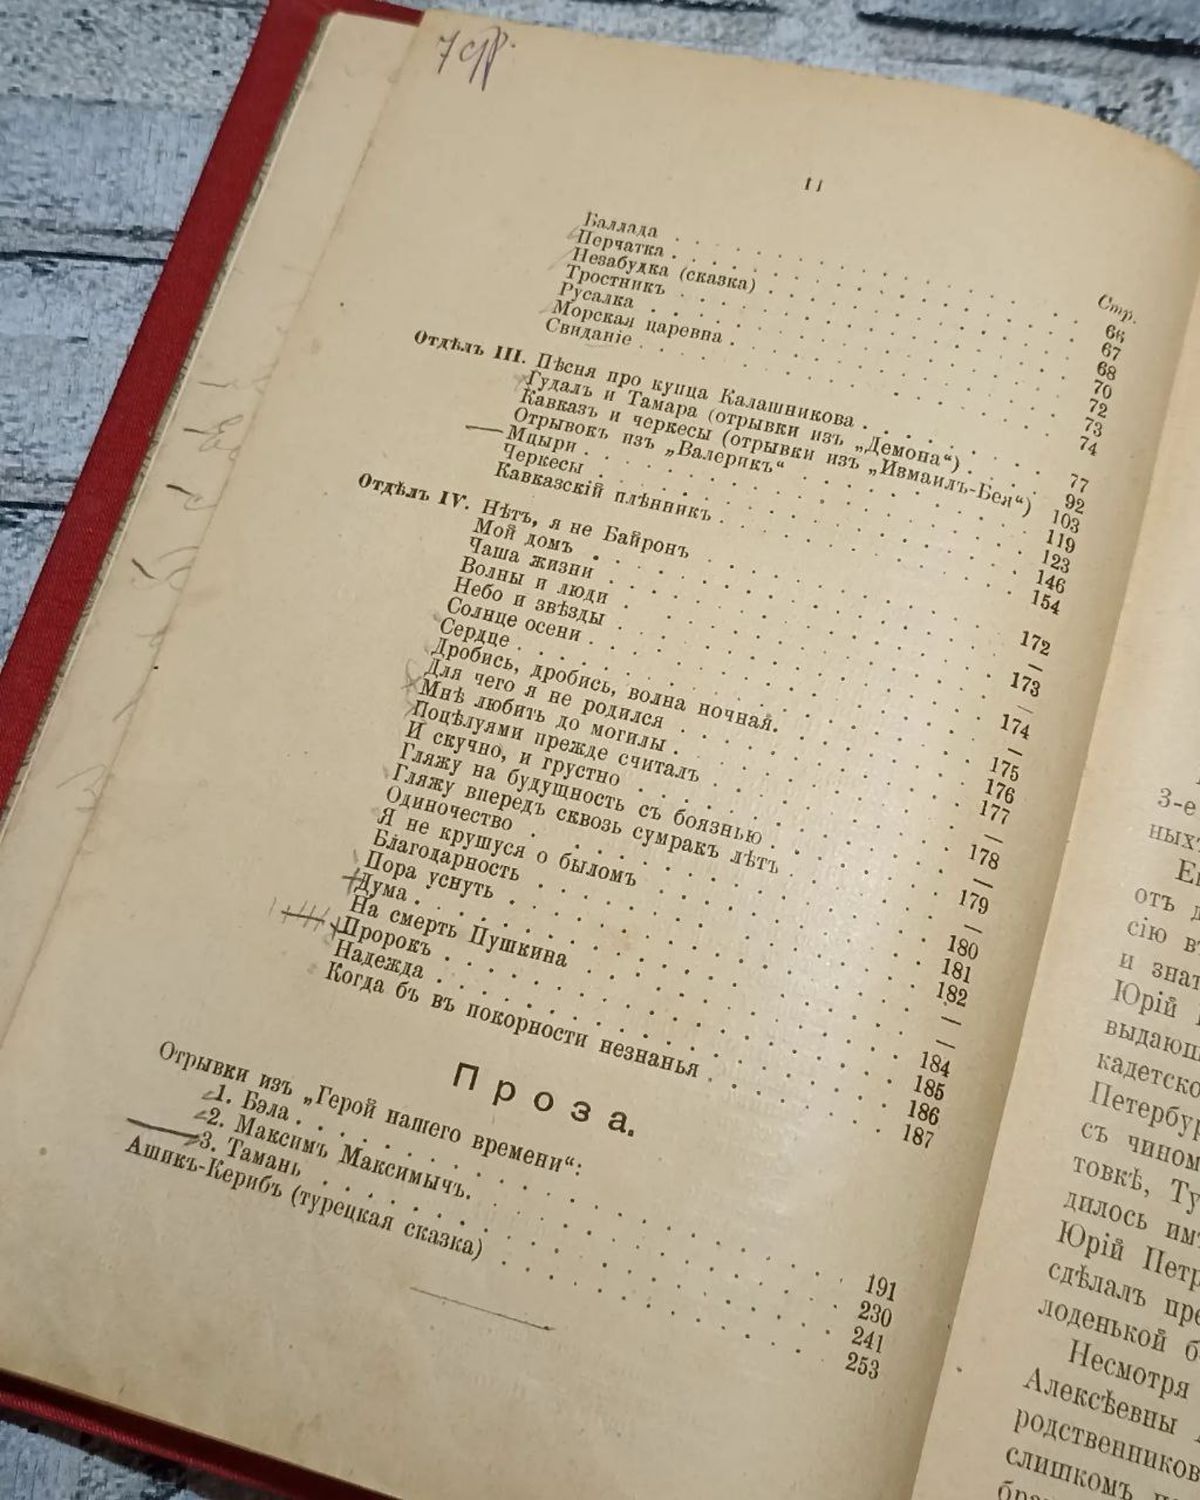 II
Стр.
Баллада . . . 66
Перчатка . . . 67
Незабудка (сказка) . . . 68
Тростникъ . . . 70
Русалка . . . 72
Морская царевна . . . 73
Свиданіе . . . 74
Отдѣлъ III. Пѣсня про купца Калашникова . . . 77
Гудалъ и Тамара (отрывки изъ „Демона“) . . . 92
Кавказъ и черкесы (отрывки изъ „Измаилъ-Бея“) 103
Отрывокъ изъ „Валерикъ“ . . . 119
Мцыри . . . 123
Черкесы . . . 146
Кавказскій плѣнникъ . . . 154
Отдѣлъ IV. Нѣтъ, я не Байронъ . . . 172
Мой домъ . . . —
Чаша жизни . . . 173
Волны и люди . . . —
Небо и звѣзды . . . 174
Солнце осени . . . —
Сердце . . . 175
Дробись, дробись, волна ночная. . . . 176
Для чего я не родился . . . 177
Мнѣ любить до могилы . . . —
Поцѣлуями прежде считалъ . . . 178
И скучно, и грустно . . . —
Гляжу на будущность съ боязнью . . . 179
Гляжу впередъ сквозь сумракъ лѣтъ . . . —
Одиночество . . . 180
Я не крушуся о быломъ . . . 181
Благодарность . . . 182
Пора уснуть . . . —
Дума . . . —
На смерть Пушкина . . . 184
Пророкъ . . . 185
Надежда . . . 186
Когда бъ въ покорности незнанья . . . 187
Проза.
Отрывки изъ „Герой нашего времени“:
1. Бэла . . . 191
2. Максимъ Максимычъ. . . . 230
3. Тамань . . . 241
Ашикъ-Керибъ (турецкая сказка) . . . 253
3-е
ныхъ
отъ
сію
и
Юрій
кадетско
съ чином
товкѣ,
дилось
Юрій Петр
сдѣлалъ
лоденькой
Несмотря
Алексѣевны
родственников
слишкомъ